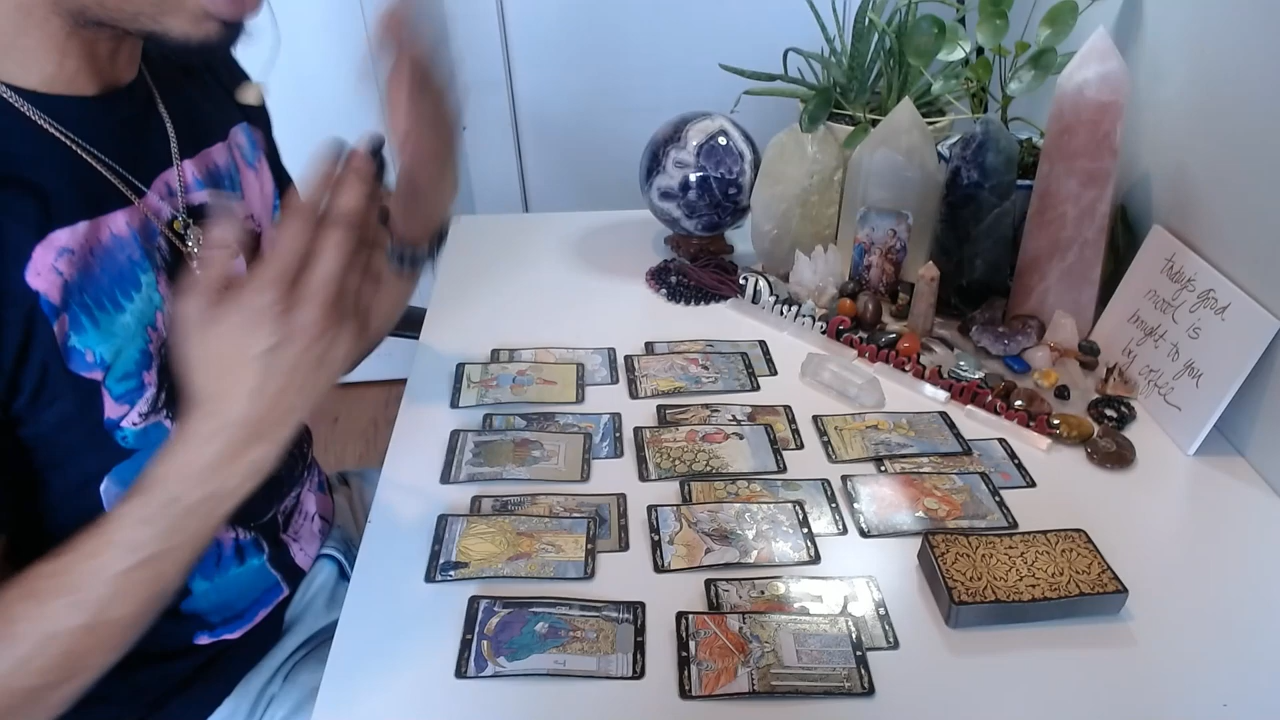 Divine Conversations
today's good
mood is
brought to you
by coffee